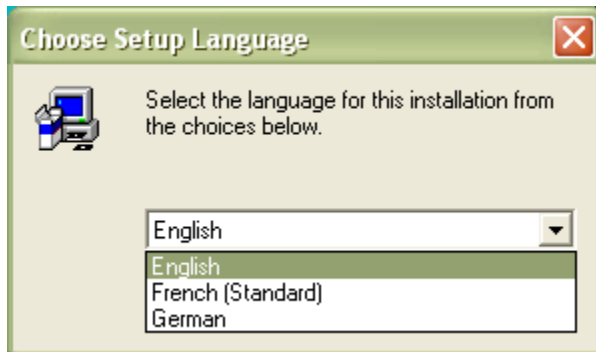 Choose Setup Language
Select the language for this installation from
the choices below.
English
English
French (Standard)
German